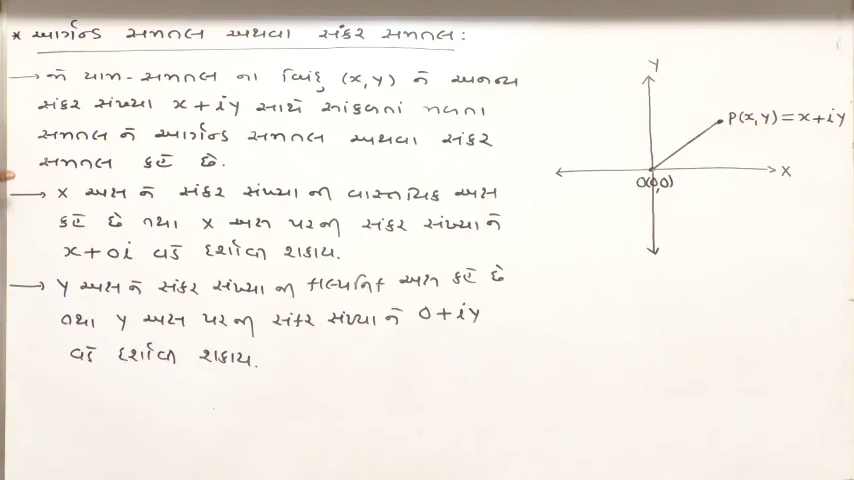 * આર્ગન્ડ સમતલ અથવા સંકર સમતલ :
→ જે યામ-સમતલ ના બિંદુ (x,y) ને અનન્ય
સંકર સંખ્યા x+iy સાથે સાંકળતાં મળતા
સમતલ ને આર્ગેન્ડ સમતલ અથવા સંકર
સમતલ કહે છે.
→ X અક્ષ ને સંકર સંખ્યા ની વાસ્તવિક અક્ષ
કહે છે તથા X અક્ષ પરની સંકર સંખ્યા ને
x+0i વડે દર્શાવી શકાય.
→ Y અક્ષ ને સંકર સંખ્યા ની કાલ્પનિક અક્ષ કહે છે
તથા Y અક્ષ પરની સંકર સંખ્યા ને 0+iy
વડે દર્શાવી શકાય.
Y
P(x,y)=x+iy
X
O(0,0)